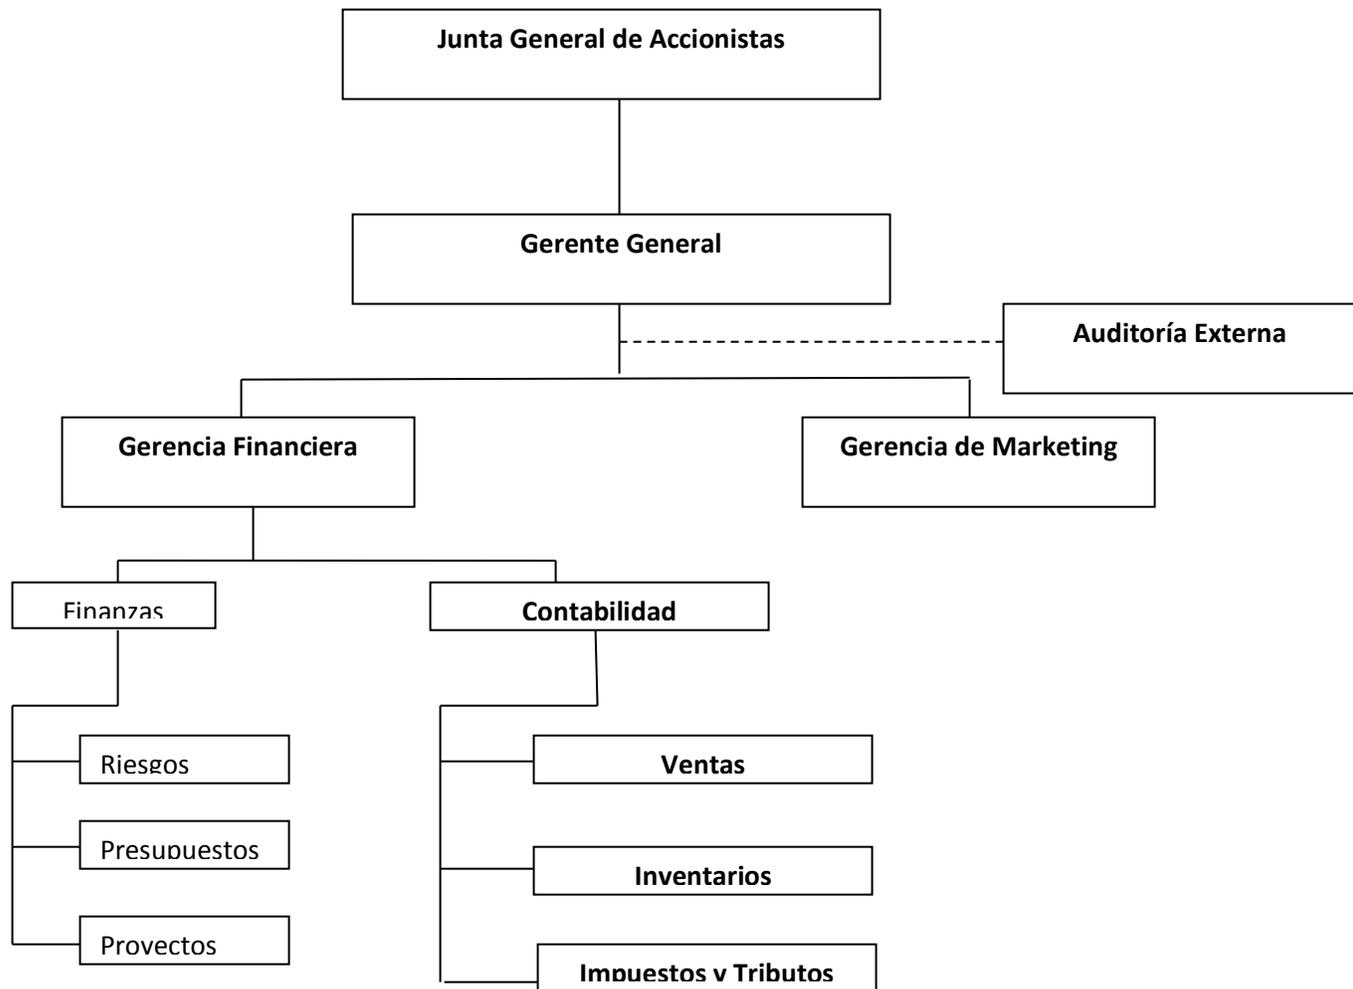 Junta General de Accionistas
Gerente General
Auditoría Externa
Gerencia Financiera
Gerencia de Marketing
Finanzas
Contabilidad
Riesgos
Ventas
Presupuestos
Inventarios
Proyectos
Impuestos y Tributos